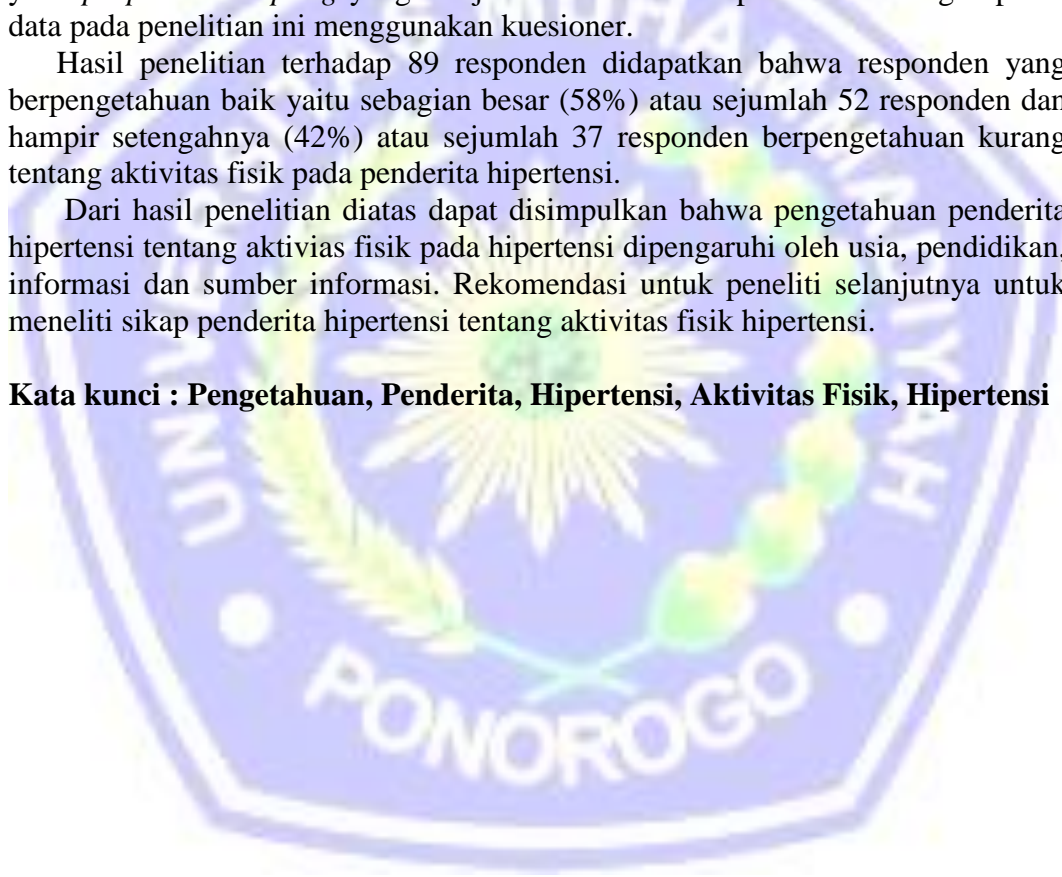 data pada penelitian ini menggunakan kuesioner.
Hasil penelitian terhadap 89 responden didapatkan bahwa responden yang
berpengetahuan baik yaitu sebagian besar (58%) atau sejumlah 52 responden dan
hampir setengahnya (42%) atau sejumlah 37 responden berpengetahuan kurang
tentang aktivitas fisik pada penderita hipertensi.
Dari hasil penelitian diatas dapat disimpulkan bahwa pengetahuan penderita
hipertensi tentang aktivias fisik pada hipertensi dipengaruhi oleh usia, pendidikan,
informasi dan sumber informasi. Rekomendasi untuk peneliti selanjutnya untuk
meneliti sikap penderita hipertensi tentang aktivitas fisik hipertensi.
Kata kunci : Pengetahuan, Penderita, Hipertensi, Aktivitas Fisik, Hipertensi
PONOROGO